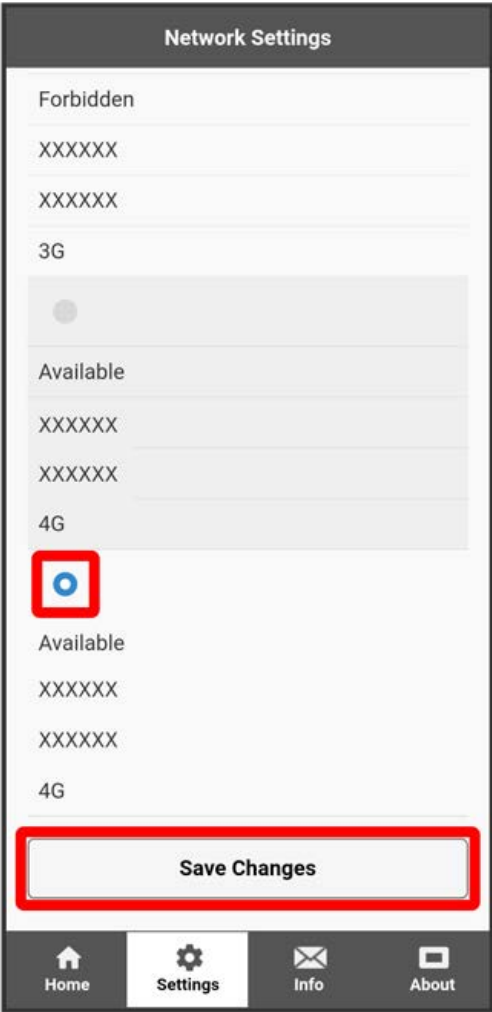 Network Settings
Forbidden
XXXXXX
XXXXXX
3G
Available
XXXXXX
XXXXXX
4G
Available
XXXXXX
XXXXXX
4G
Save Changes
Home Settings Info About